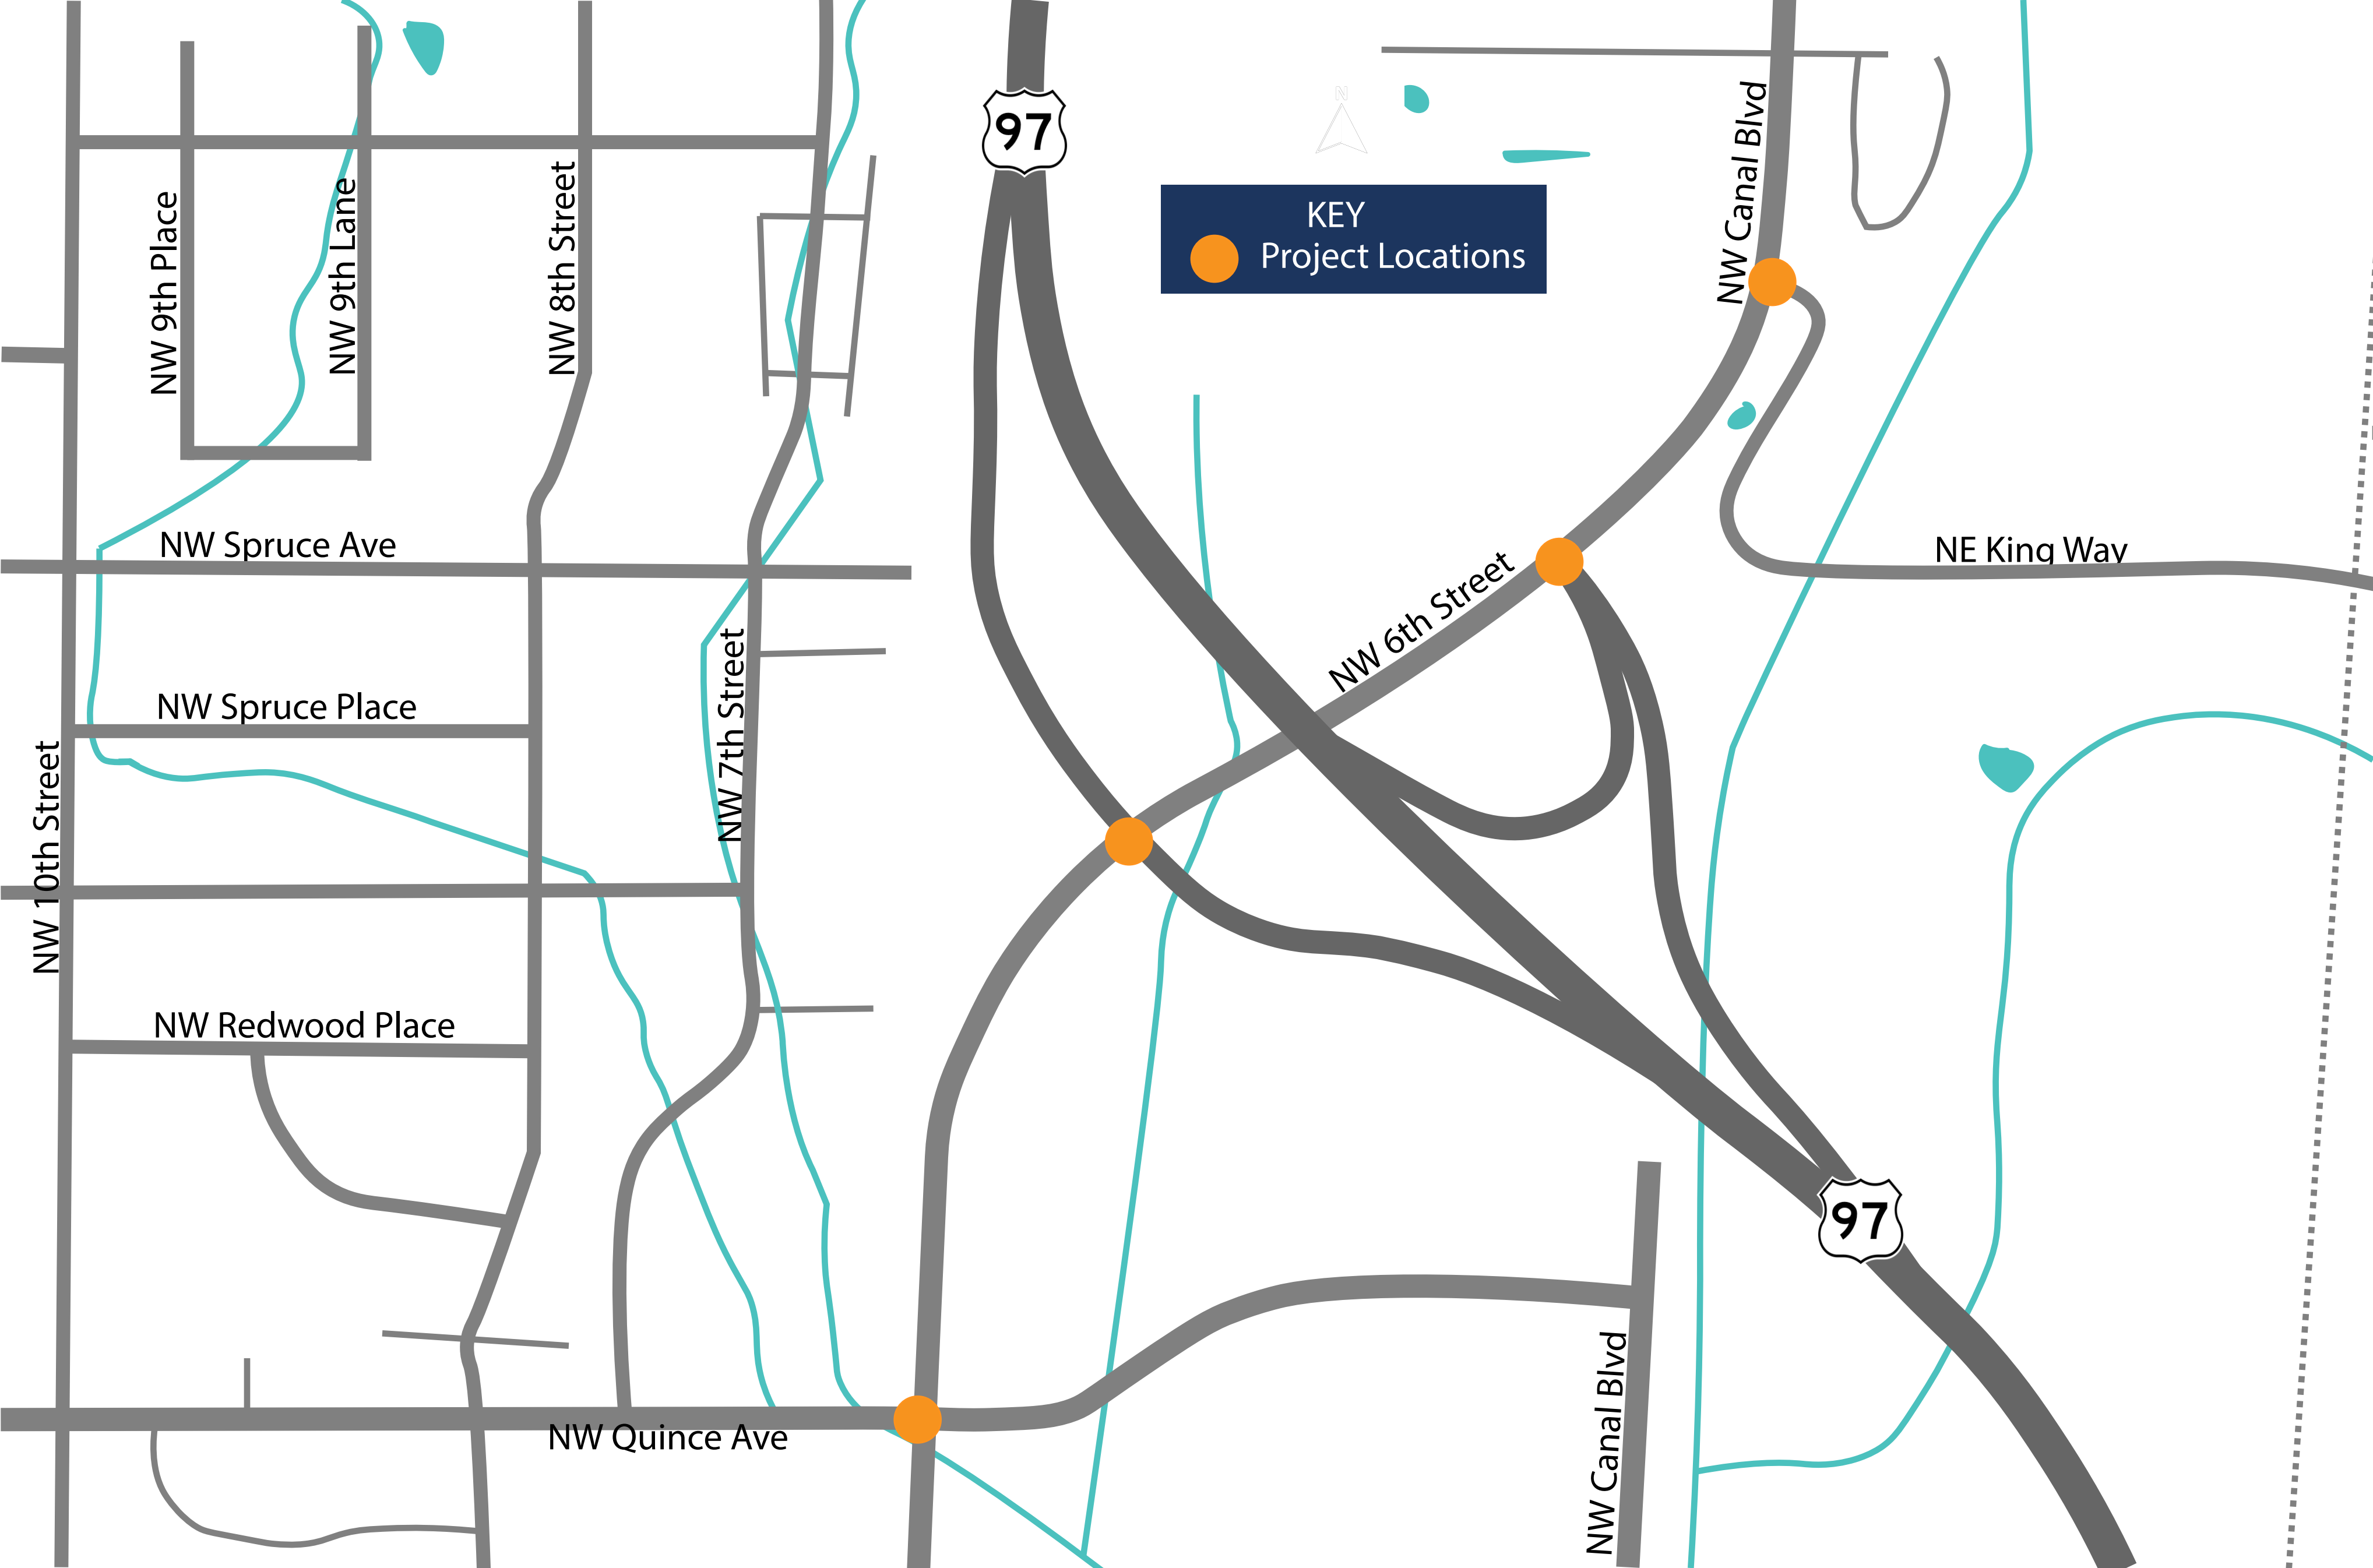 97
N
KEY
Project Locations
NW Canal Blvd
NW 9th Place
NW 9th Lane
NW 8th Street
NW Spruce Ave
NW 6th Street
NE King Way
NW Spruce Place
NW 7th Street
NW 10th Street
NW Redwood Place
97
NW Quince Ave
NW Canal Blvd